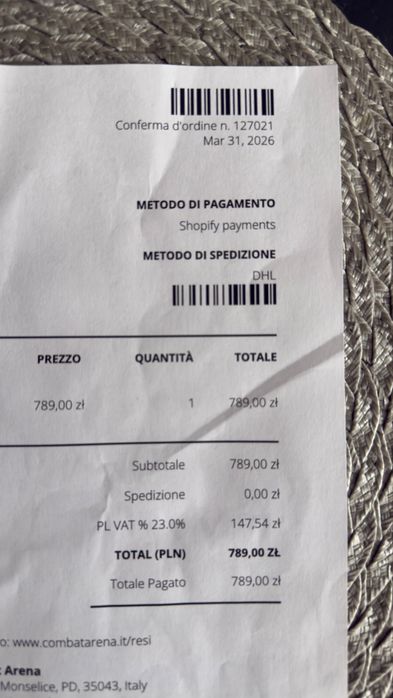 Conferma d'ordine n. 127021
Mar 31, 2026
METODO DI PAGAMENTO
Shopify payments
METODO DI SPEDIZIONE
DHL
PREZZO QUANTITÀ TOTALE
789,00 zł 1 789,00 zł
Subtotale 789,00 zł
Spedizione 0,00 zł
PL VAT % 23.0% 147,54 zł
TOTAL (PLN) 789,00 ZŁ
Totale Pagato 789,00 zł
o: www.combatarena.it/resi
Arena
Monselice, PD, 35043, Italy